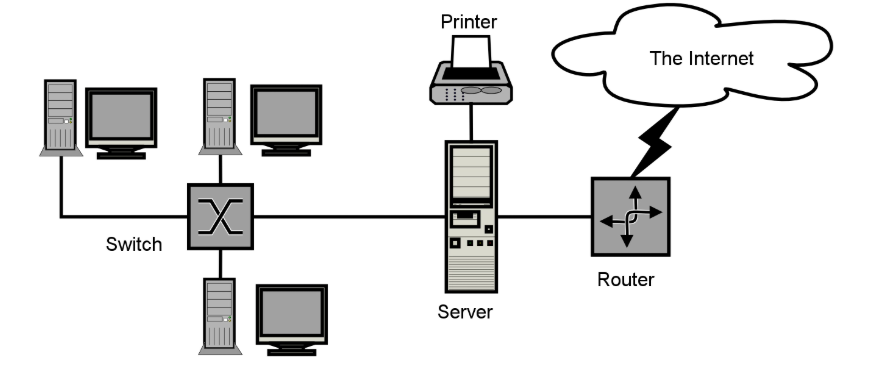 Printer
The Internet
Switch
Router
Server